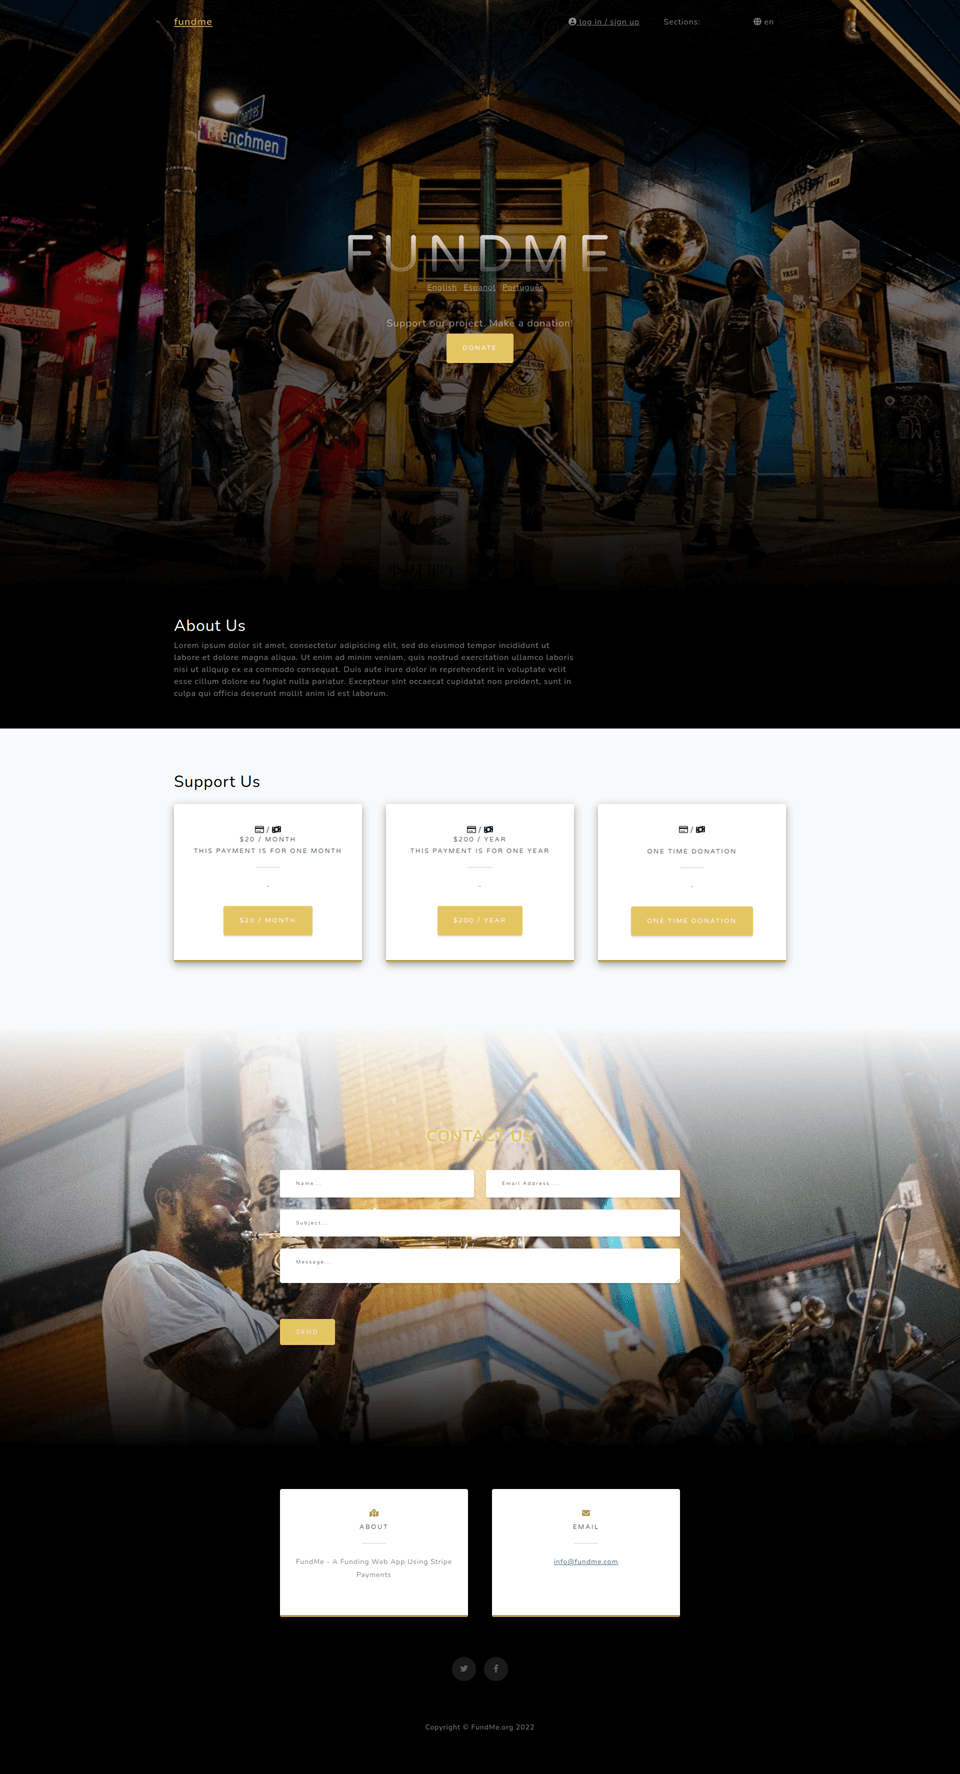 fundme
log in / sign up
Sections:
en
Chartres
Frenchmen
YASH
YASH
LA CHIC
FUNDME
English Espanol Português
Support our project. Make a donation!
DONATE
About Us
Lorem ipsum dolor sit amet, consectetur adipiscing elit, sed do eiusmod tempor incididunt ut
labore et dolore magna aliqua. Ut enim ad minim veniam, quis nostrud exercitation ullamco laboris
nisi ut aliquip ex ea commodo consequat. Duis aute irure dolor in reprehenderit in voluptate velit
esse cillum dolore eu fugiat nulla pariatur. Excepteur sint occaecat cupidatat non proident, sunt in
culpa qui officia deserunt mollit anim id est laborum.
Support Us
/
$20 / MONTH
THIS PAYMENT IS FOR ONE MONTH
-
$20 / MONTH
/
$200 / YEAR
THIS PAYMENT IS FOR ONE YEAR
-
$200 / YEAR
/
ONE TIME DONATION
-
ONE TIME DONATION
CONTACT US
Name...
Email Address....
Subject...
Message...
SEND
ABOUT
FundMe - A Funding Web App Using Stripe
Payments
EMAIL
info@fundme.com
Copyright © FundMe.org 2022